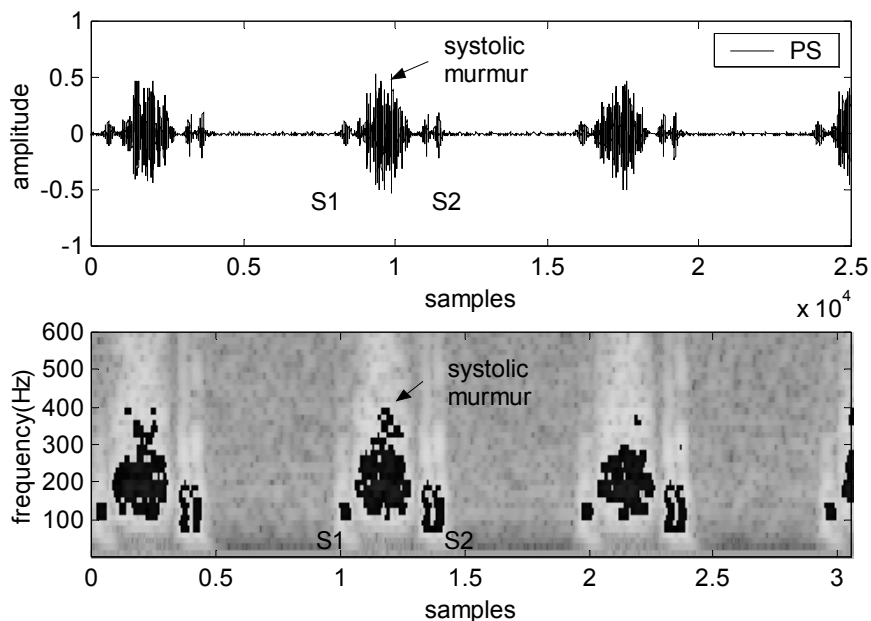 1
0.5
0
-0.5
-1
amplitude
systolic
murmur
PS
S1
S2
0 0.5 1 1.5 2 2.5
samples
x 10^4
600
500
400
300
200
100
frequency(Hz)
systolic
murmur
S1
S2
0 0.5 1 1.5 2 2.5 3
samples